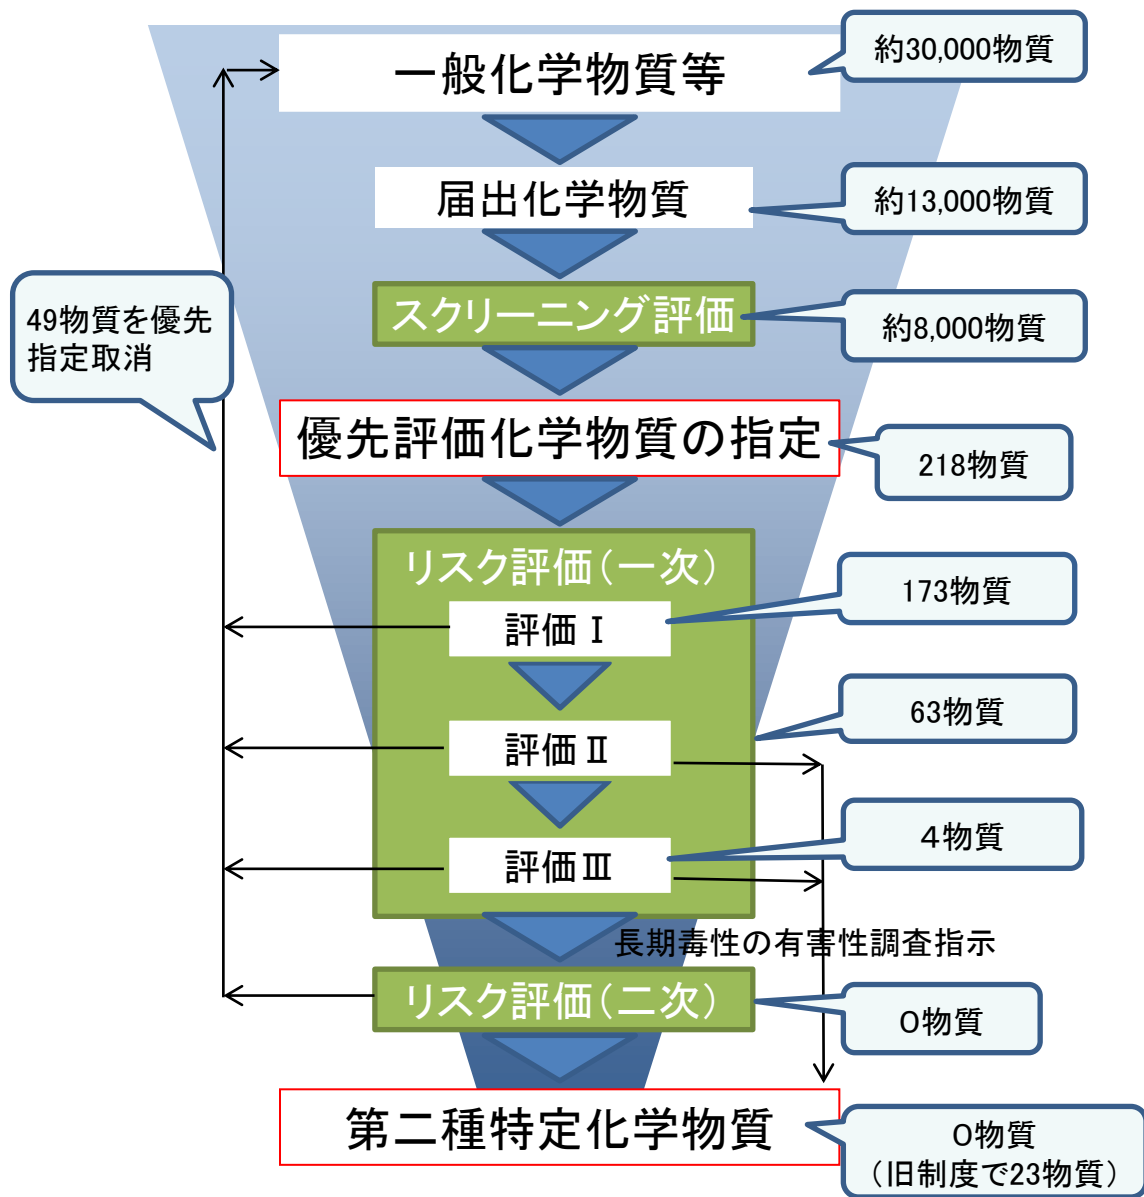 一般化学物質等
約30,000物質
届出化学物質
約13,000物質
スクリーニング評価
約8,000物質
49物質を優先
指定取消
優先評価化学物質の指定
218物質
リスク評価（一次）
評価Ⅰ
173物質
評価Ⅱ
63物質
評価Ⅲ
４物質
長期毒性の有害性調査指示
リスク評価（二次）
0物質
第二種特定化学物質
0物質
（旧制度で23物質）